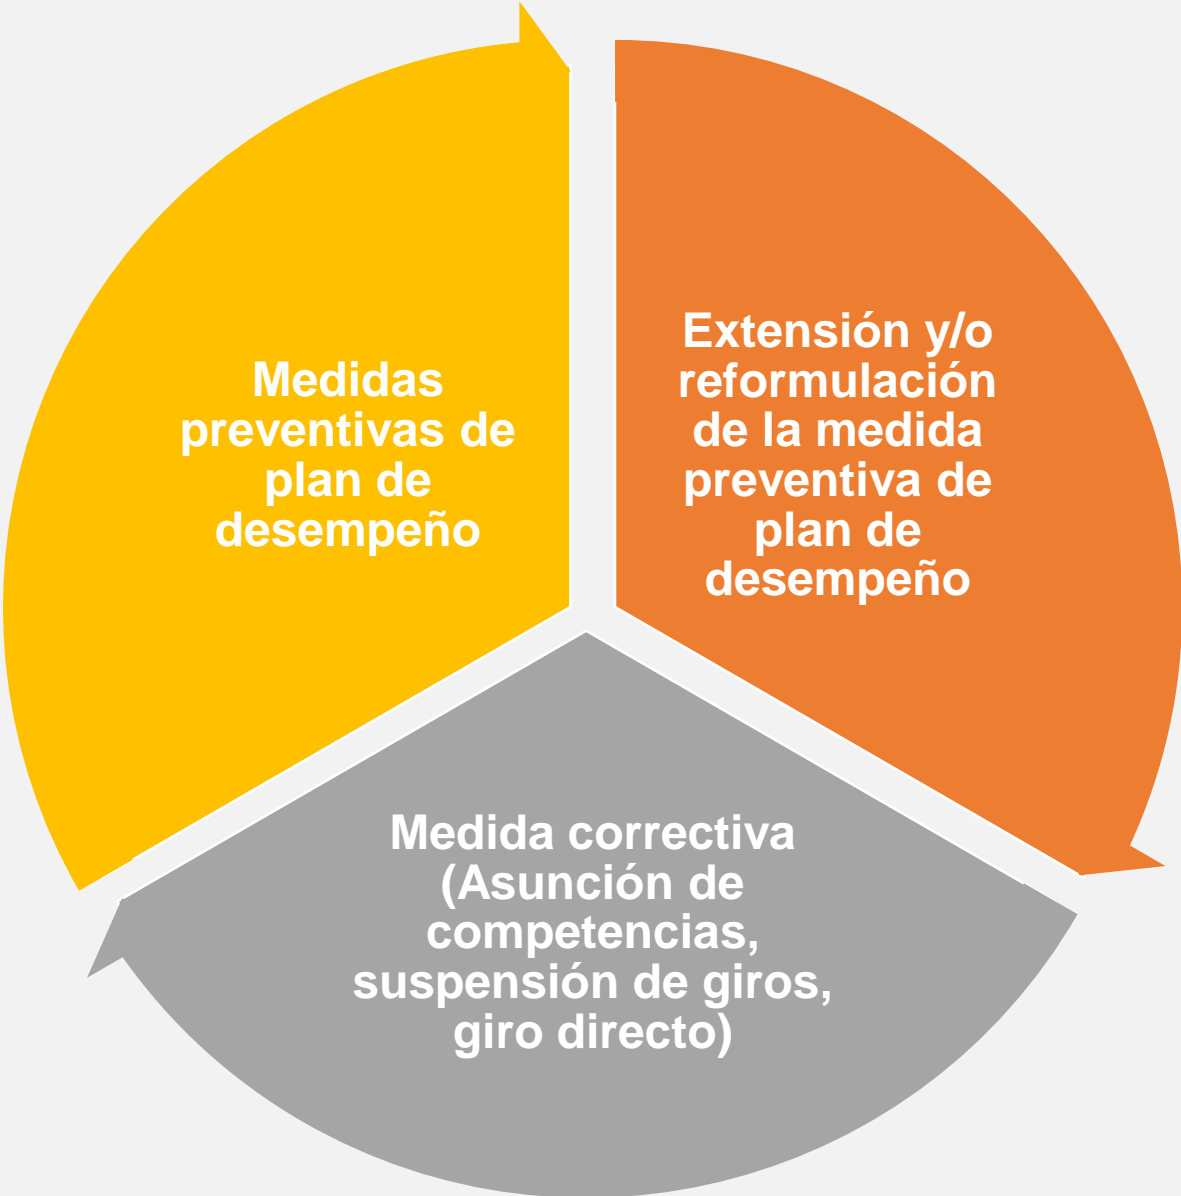 Medidas
preventivas de
plan de
desempeño
Extensión y/o
reformulación
de la medida
preventiva de
plan de
desempeño
Medida correctiva
(Asunción de
competencias,
suspensión de giros,
giro directo)